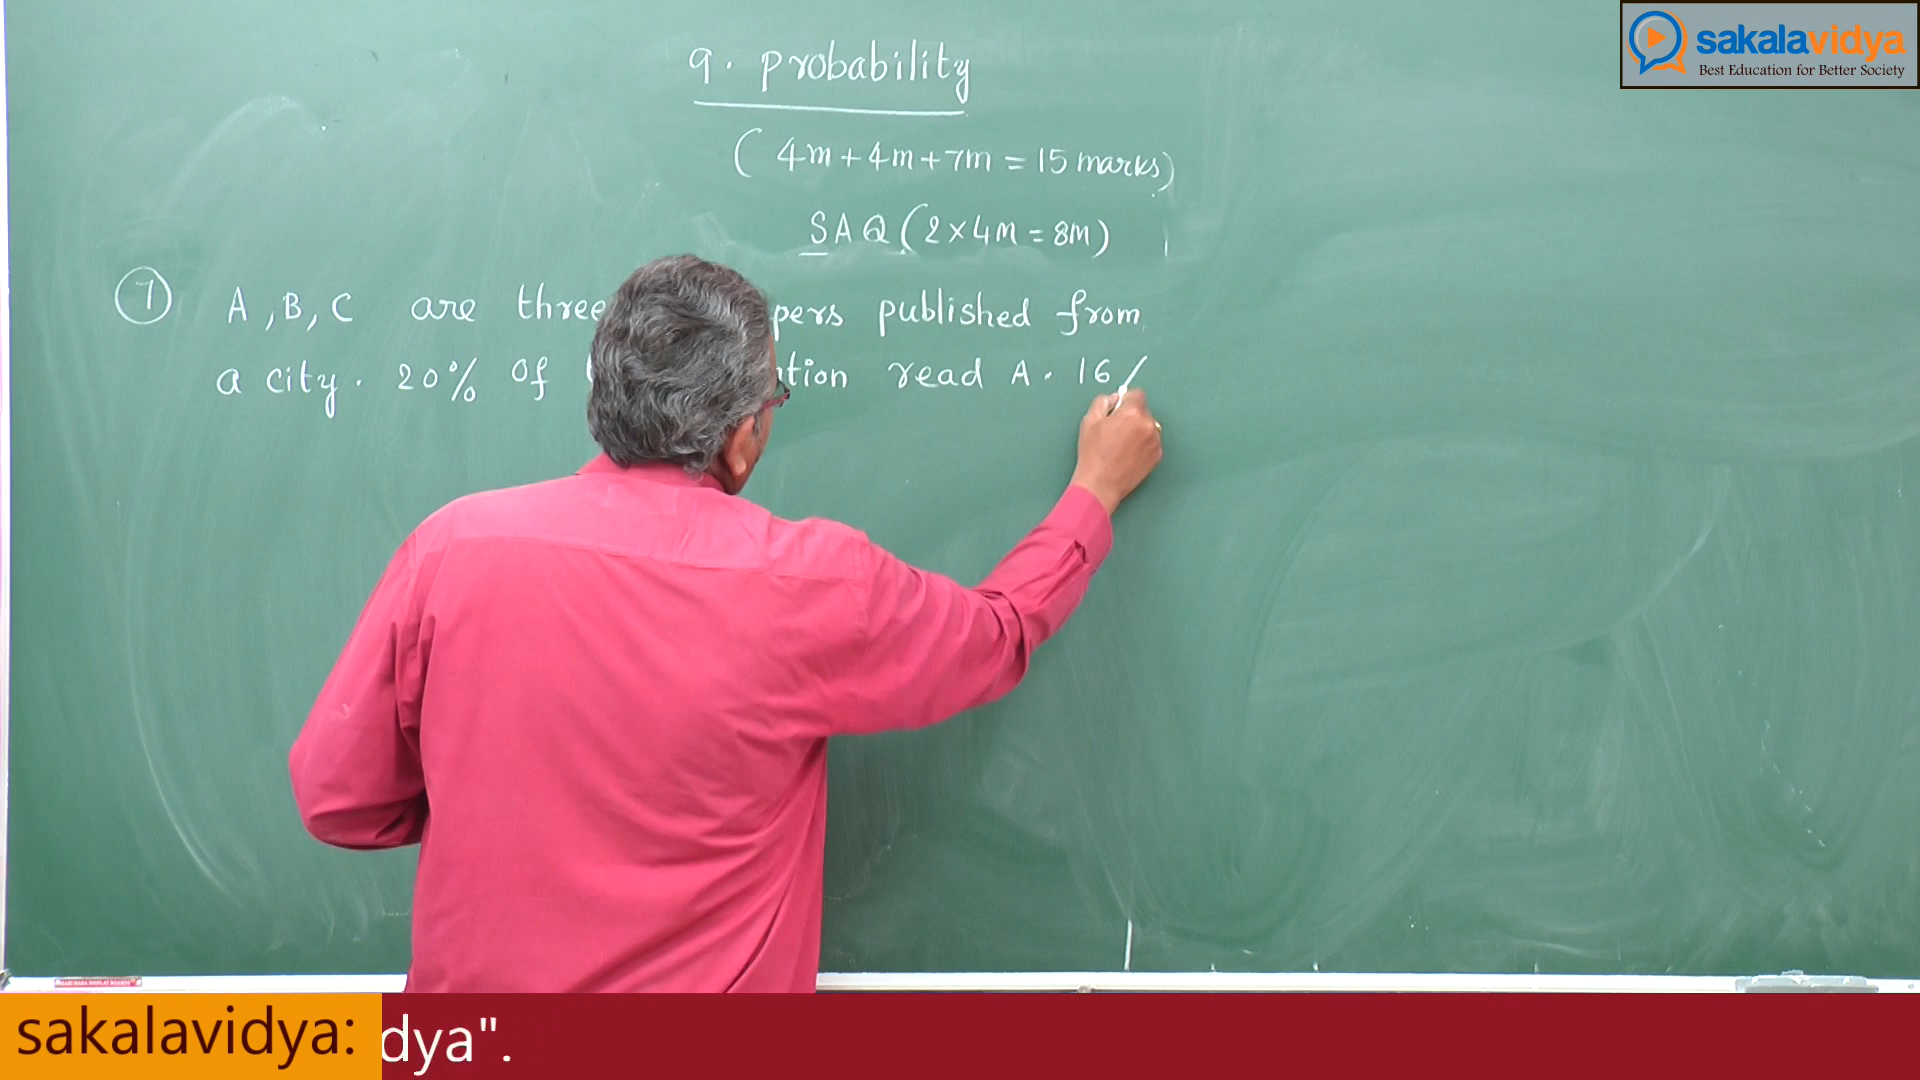 sakalavidya
Best Education for Better Society
9. probability
(4m + 4m + 7m = 15 marks)
SAQ (2 × 4M = 8M)
7 A, B, C are three pers published from
a city. 20% of tion read A. 16
sakalavidya: dya".